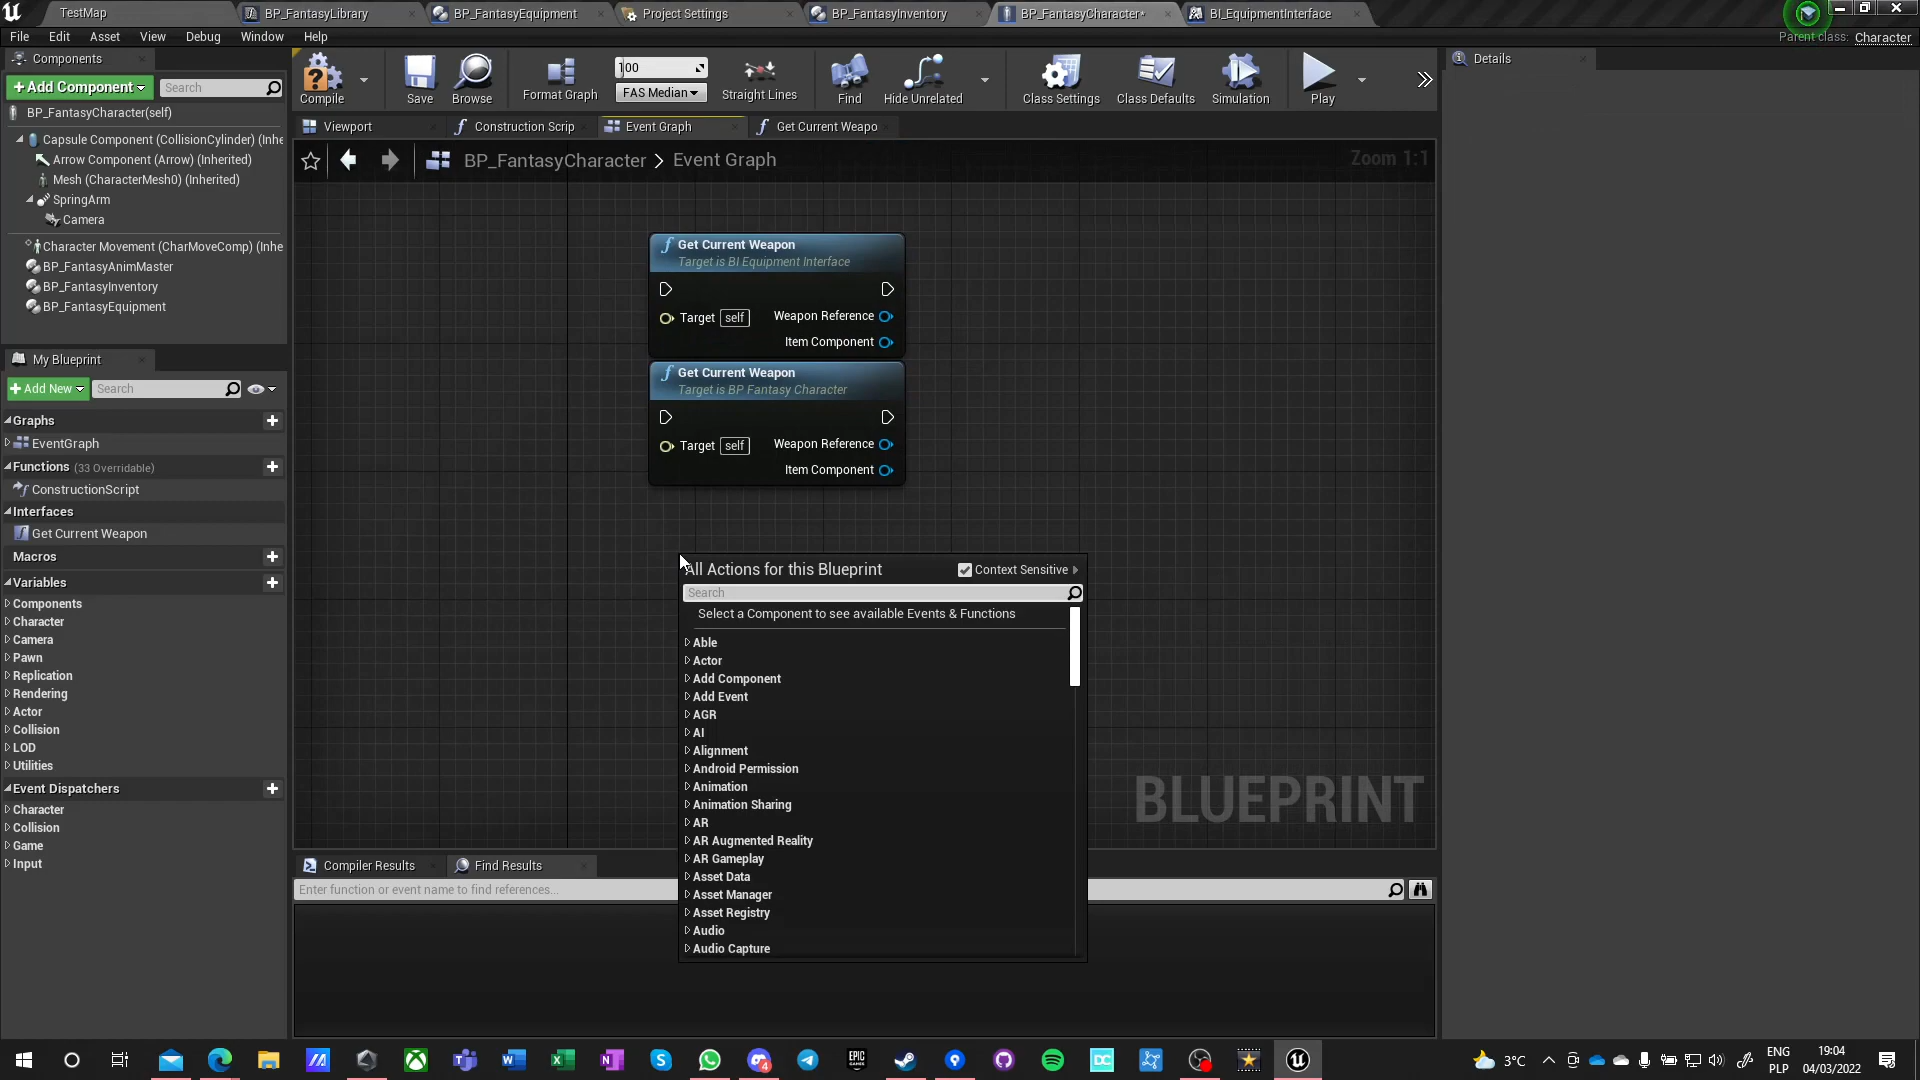 TestMap
BP_FantasyLibrary
BP_FantasyEquipment
Project Settings
BP_FantasyInventory
BP_FantasyCharacter*
BI_EquipmentInterface
File
Edit
Asset
View
Debug
Window
Help
Parent class: Character
Components
+Add Component
Search
Compile
Save
Browse
Format Graph
100
FAS Median
Straight Lines
Find
Hide Unrelated
Class Settings
Class Defaults
Simulation
Play
Details
BP_FantasyCharacter(self)
Capsule Component (CollisionCylinder) (Inhe
Arrow Component (Arrow) (Inherited)
Mesh (CharacterMesh0) (Inherited)
SpringArm
Camera
Character Movement (CharMoveComp) (Inhe
BP_FantasyAnimMaster
BP_FantasyInventory
BP_FantasyEquipment
Viewport
Construction Scrip
Event Graph
Get Current Weapo
BP_FantasyCharacter > Event Graph
Zoom 1:1
Get Current Weapon
Target is BI Equipment Interface
Target self
Weapon Reference
Item Component
Get Current Weapon
Target is BP Fantasy Character
Target self
Weapon Reference
Item Component
My Blueprint
+Add New
Search
Graphs
EventGraph
Functions (33 Overridable)
ConstructionScript
Interfaces
Get Current Weapon
Macros
Variables
Components
Character
Camera
Pawn
Replication
Rendering
Actor
Collision
LOD
Utilities
Event Dispatchers
Character
Collision
Game
Input
All Actions for this Blueprint
Context Sensitive
Search
Select a Component to see available Events & Functions
Able
Actor
Add Component
Add Event
AGR
AI
Alignment
Android Permission
Animation
Animation Sharing
AR
AR Augmented Reality
AR Gameplay
Asset Data
Asset Manager
Asset Registry
Audio
Audio Capture
BLUEPRINT
Compiler Results
Find Results
Enter function or event name to find references...
EPIC
GAMES
DC
4
3°C
ENG
PLP
19:04
04/03/2022